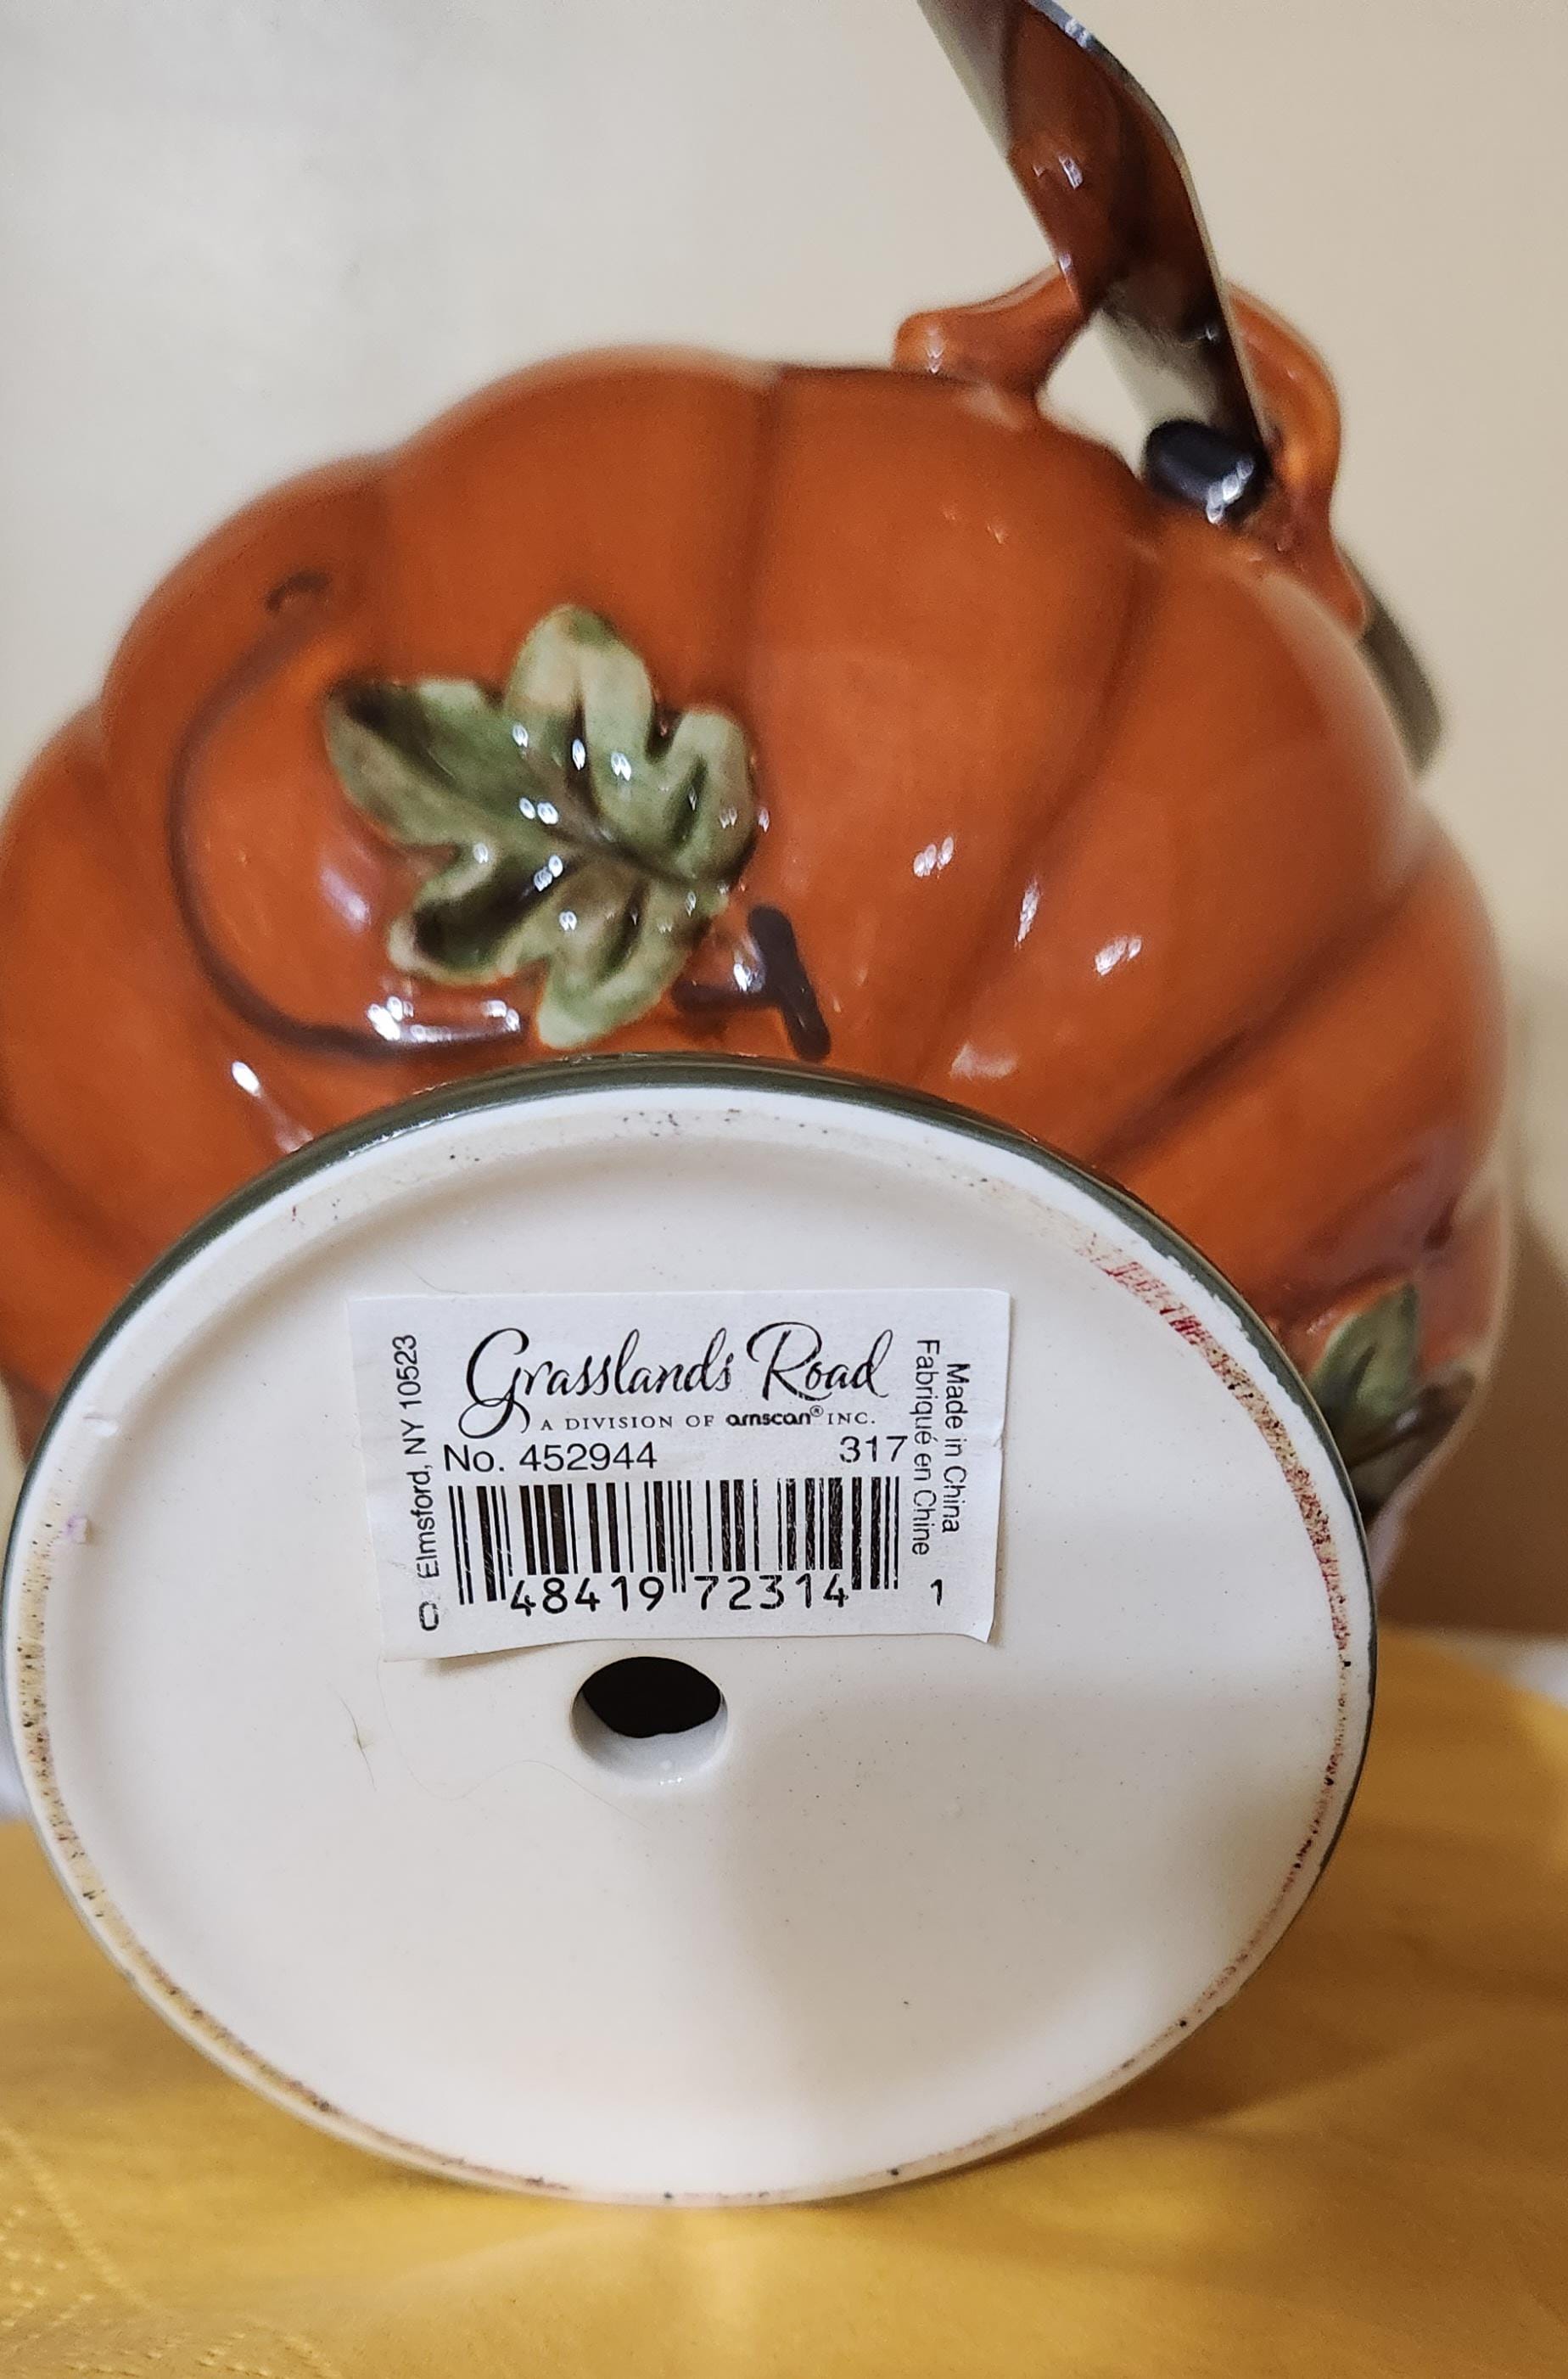 Grasslands Road
A DIVISION OF amscan® INC.
No. 452944 317
0 48419 72314 1
Elmsford, NY 10523
Made in China
Fabriqué en Chine